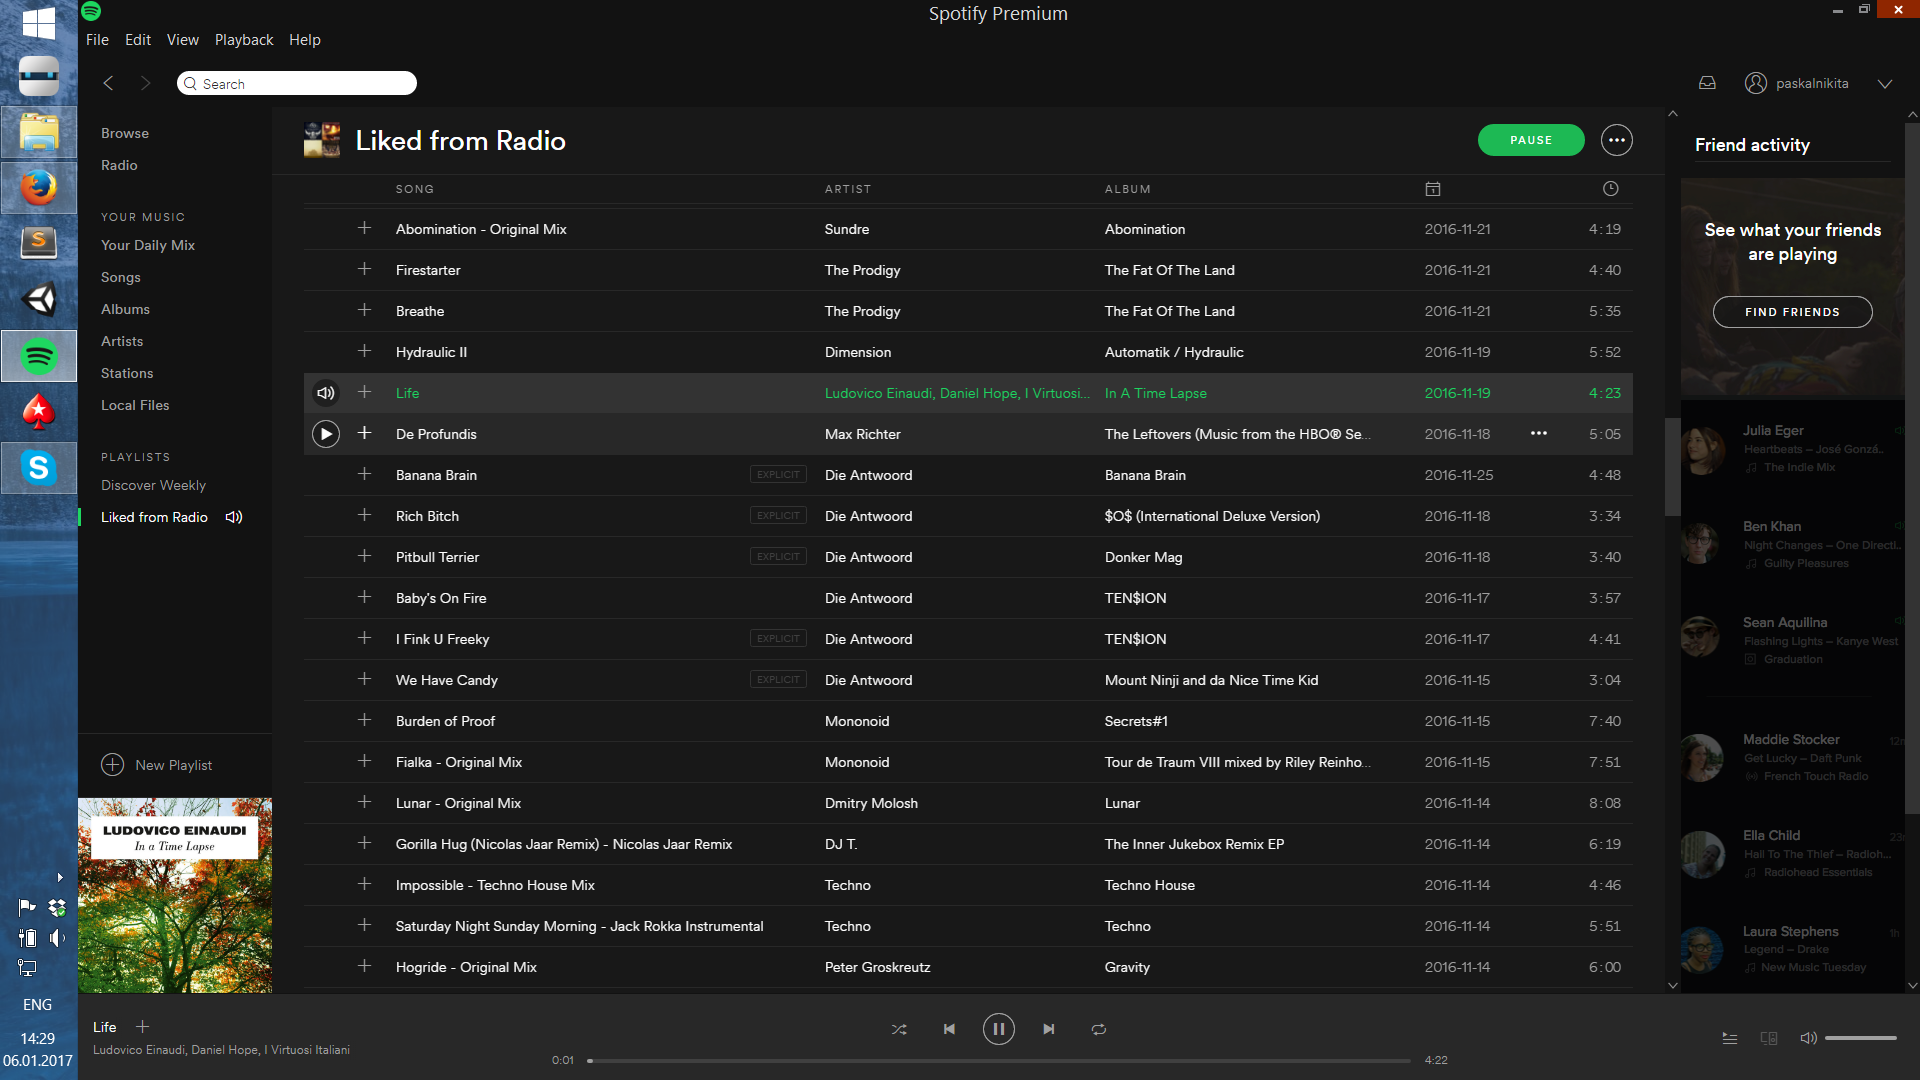 Spotify Premium
File Edit View Playback Help
Search
paskalnikita
Browse
Radio
YOUR MUSIC
Your Daily Mix
Songs
Albums
Artists
Stations
Local Files
PLAYLISTS
Discover Weekly
Liked from Radio
New Playlist
LUDOVICO EINAUDI
In a Time Lapse
Liked from Radio
PAUSE
SONG ARTIST ALBUM
Abomination - Original Mix Sundre Abomination 2016-11-21 4:19
Firestarter The Prodigy The Fat Of The Land 2016-11-21 4:40
Breathe The Prodigy The Fat Of The Land 2016-11-21 5:35
Hydraulic II Dimension Automatik / Hydraulic 2016-11-19 5:52
Life Ludovico Einaudi, Daniel Hope, I Virtuosi... In A Time Lapse 2016-11-19 4:23
De Profundis Max Richter The Leftovers (Music from the HBO® Se... 2016-11-18 ••• 5:05
Banana Brain EXPLICIT Die Antwoord Banana Brain 2016-11-25 4:48
Rich Bitch EXPLICIT Die Antwoord $O$ (International Deluxe Version) 2016-11-18 3:34
Pitbull Terrier EXPLICIT Die Antwoord Donker Mag 2016-11-18 3:40
Baby's On Fire Die Antwoord TEN$ION 2016-11-17 3:57
I Fink U Freeky EXPLICIT Die Antwoord TEN$ION 2016-11-17 4:41
We Have Candy EXPLICIT Die Antwoord Mount Ninji and da Nice Time Kid 2016-11-15 3:04
Burden of Proof Mononoid Secrets#1 2016-11-15 7:40
Fialka - Original Mix Mononoid Tour de Traum VIII mixed by Riley Reinho... 2016-11-15 7:51
Lunar - Original Mix Dmitry Molosh Lunar 2016-11-14 8:08
Gorilla Hug (Nicolas Jaar Remix) - Nicolas Jaar Remix DJ T. The Inner Jukebox Remix EP 2016-11-14 6:19
Impossible - Techno House Mix Techno Techno House 2016-11-14 4:46
Saturday Night Sunday Morning - Jack Rokka Instrumental Techno Techno 2016-11-14 5:51
Hogride - Original Mix Peter Groskreutz Gravity 2016-11-14 6:00
Friend activity
See what your friends
are playing
FIND FRIENDS
Julia Eger
Heartbeats – José Gonzá..
The Indie Mix
Ben Khan
Night Changes – One Directi..
Guilty Pleasures
Sean Aquilina
Flashing Lights – Kanye West
Graduation
Maddie Stocker 12m
Get Lucky – Daft Punk
French Touch Radio
Ella Child 23m
Hail To The Thief – Radioh...
Radiohead Essentials
Laura Stephens 1h
Legend – Drake
New Music Tuesday
Life
Ludovico Einaudi, Daniel Hope, I Virtuosi Italiani
0:01 4:22
ENG
14:29
06.01.2017